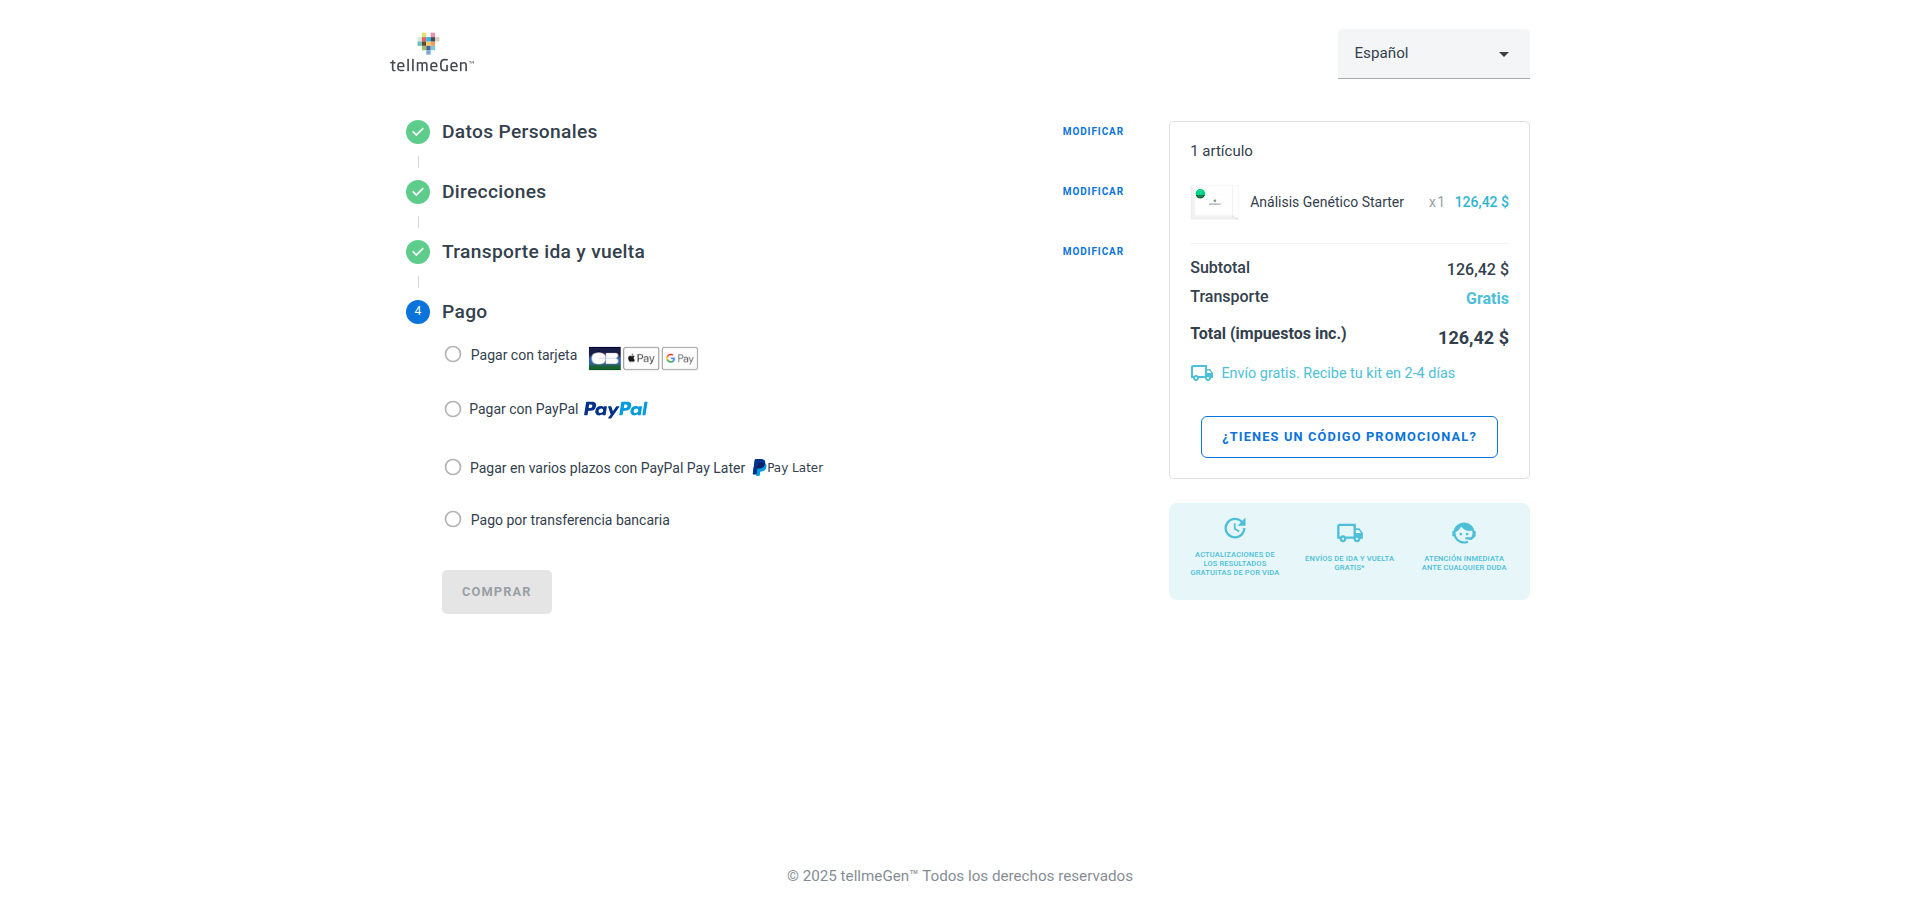 tellmeGen™
Español
Datos Personales
MODIFICAR
Direcciones
MODIFICAR
Transporte ida y vuelta
MODIFICAR
4 Pago
Pagar con tarjeta CB Pay G Pay
Pagar con PayPal PayPal
Pagar en varios plazos con PayPal Pay Later Pay Later
Pago por transferencia bancaria
COMPRAR
1 artículo
Análisis Genético Starter x1 126,42 $
Subtotal 126,42 $
Transporte Gratis
Total (impuestos inc.) 126,42 $
Envío gratis. Recibe tu kit en 2-4 días
¿TIENES UN CÓDIGO PROMOCIONAL?
ACTUALIZACIONES DE
LOS RESULTADOS
GRATUITAS DE POR VIDA
ENVÍOS DE IDA Y VUELTA
GRATIS*
ATENCIÓN INMEDIATA
ANTE CUALQUIER DUDA
© 2025 tellmeGen™ Todos los derechos reservados